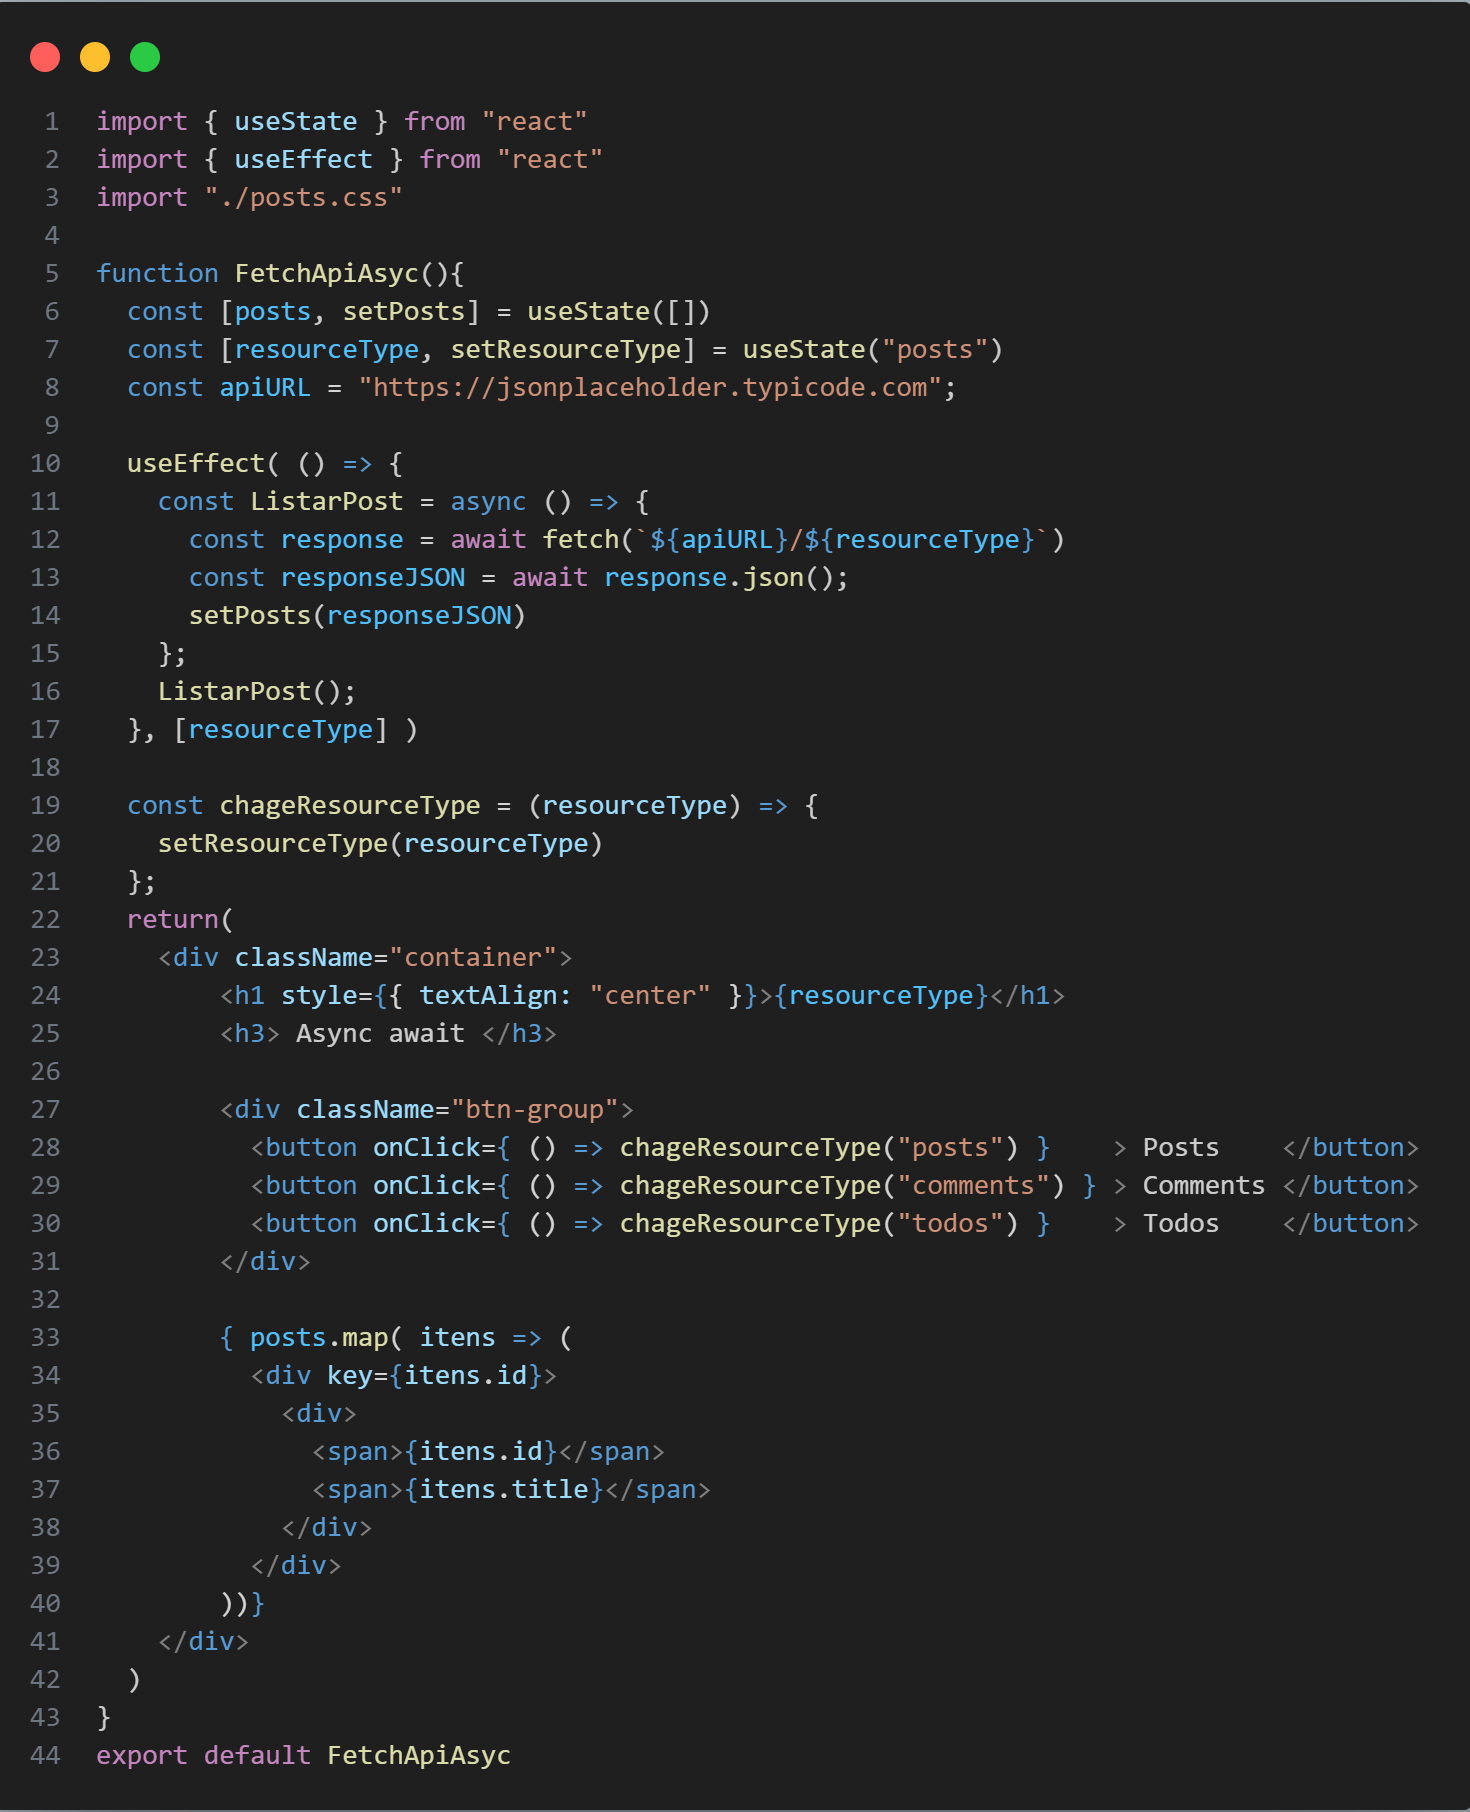 1 import { useState } from "react"
2 import { useEffect } from "react"
3 import "./posts.css"
4
5 function FetchApiAsyc(){
6   const [posts, setPosts] = useState([])
7   const [resourceType, setResourceType] = useState("posts")
8   const apiURL = "https://jsonplaceholder.typicode.com";
9
10   useEffect( () => {
11     const ListarPost = async () => {
12       const response = await fetch(`${apiURL}/${resourceType}`)
13       const responseJSON = await response.json();
14       setPosts(responseJSON)
15     };
16     ListarPost();
17   }, [resourceType] )
18
19   const chageResourceType = (resourceType) => {
20     setResourceType(resourceType)
21   };
22   return(
23     <div className="container">
24         <h1 style={{ textAlign: "center" }}>{resourceType}</h1>
25         <h3> Async await </h3>
26
27         <div className="btn-group">
28           <button onClick={ () => chageResourceType("posts") }    > Posts    </button>
29           <button onClick={ () => chageResourceType("comments") } > Comments </button>
30           <button onClick={ () => chageResourceType("todos") }    > Todos    </button>
31         </div>
32
33         { posts.map( itens => (
34           <div key={itens.id}>
35             <div>
36               <span>{itens.id}</span>
37               <span>{itens.title}</span>
38             </div>
39           </div>
40         ))}
41     </div>
42   )
43 }
44 export default FetchApiAsyc